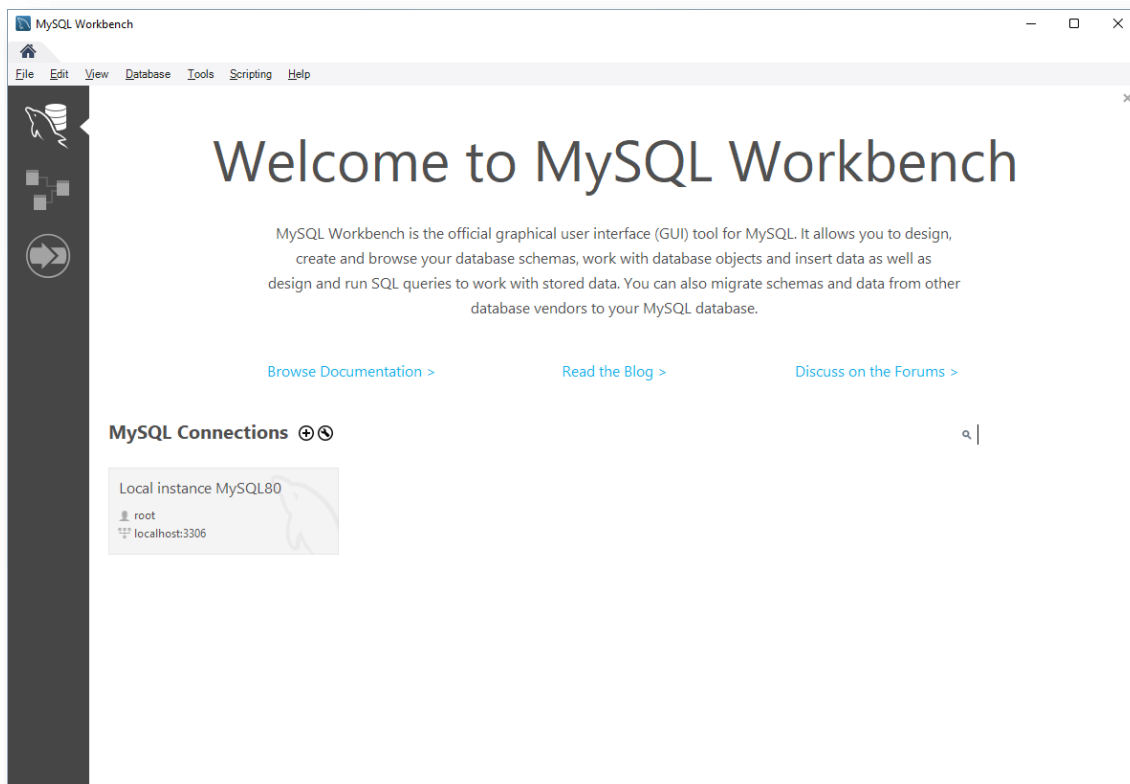 MySQL Workbench
File Edit View Database Tools Scripting Help
Welcome to MySQL Workbench
MySQL Workbench is the official graphical user interface (GUI) tool for MySQL. It allows you to design,
create and browse your database schemas, work with database objects and insert data as well as
design and run SQL queries to work with stored data. You can also migrate schemas and data from other
database vendors to your MySQL database.
Browse Documentation > Read the Blog > Discuss on the Forums >
MySQL Connections
Local instance MySQL80
root
localhost:3306